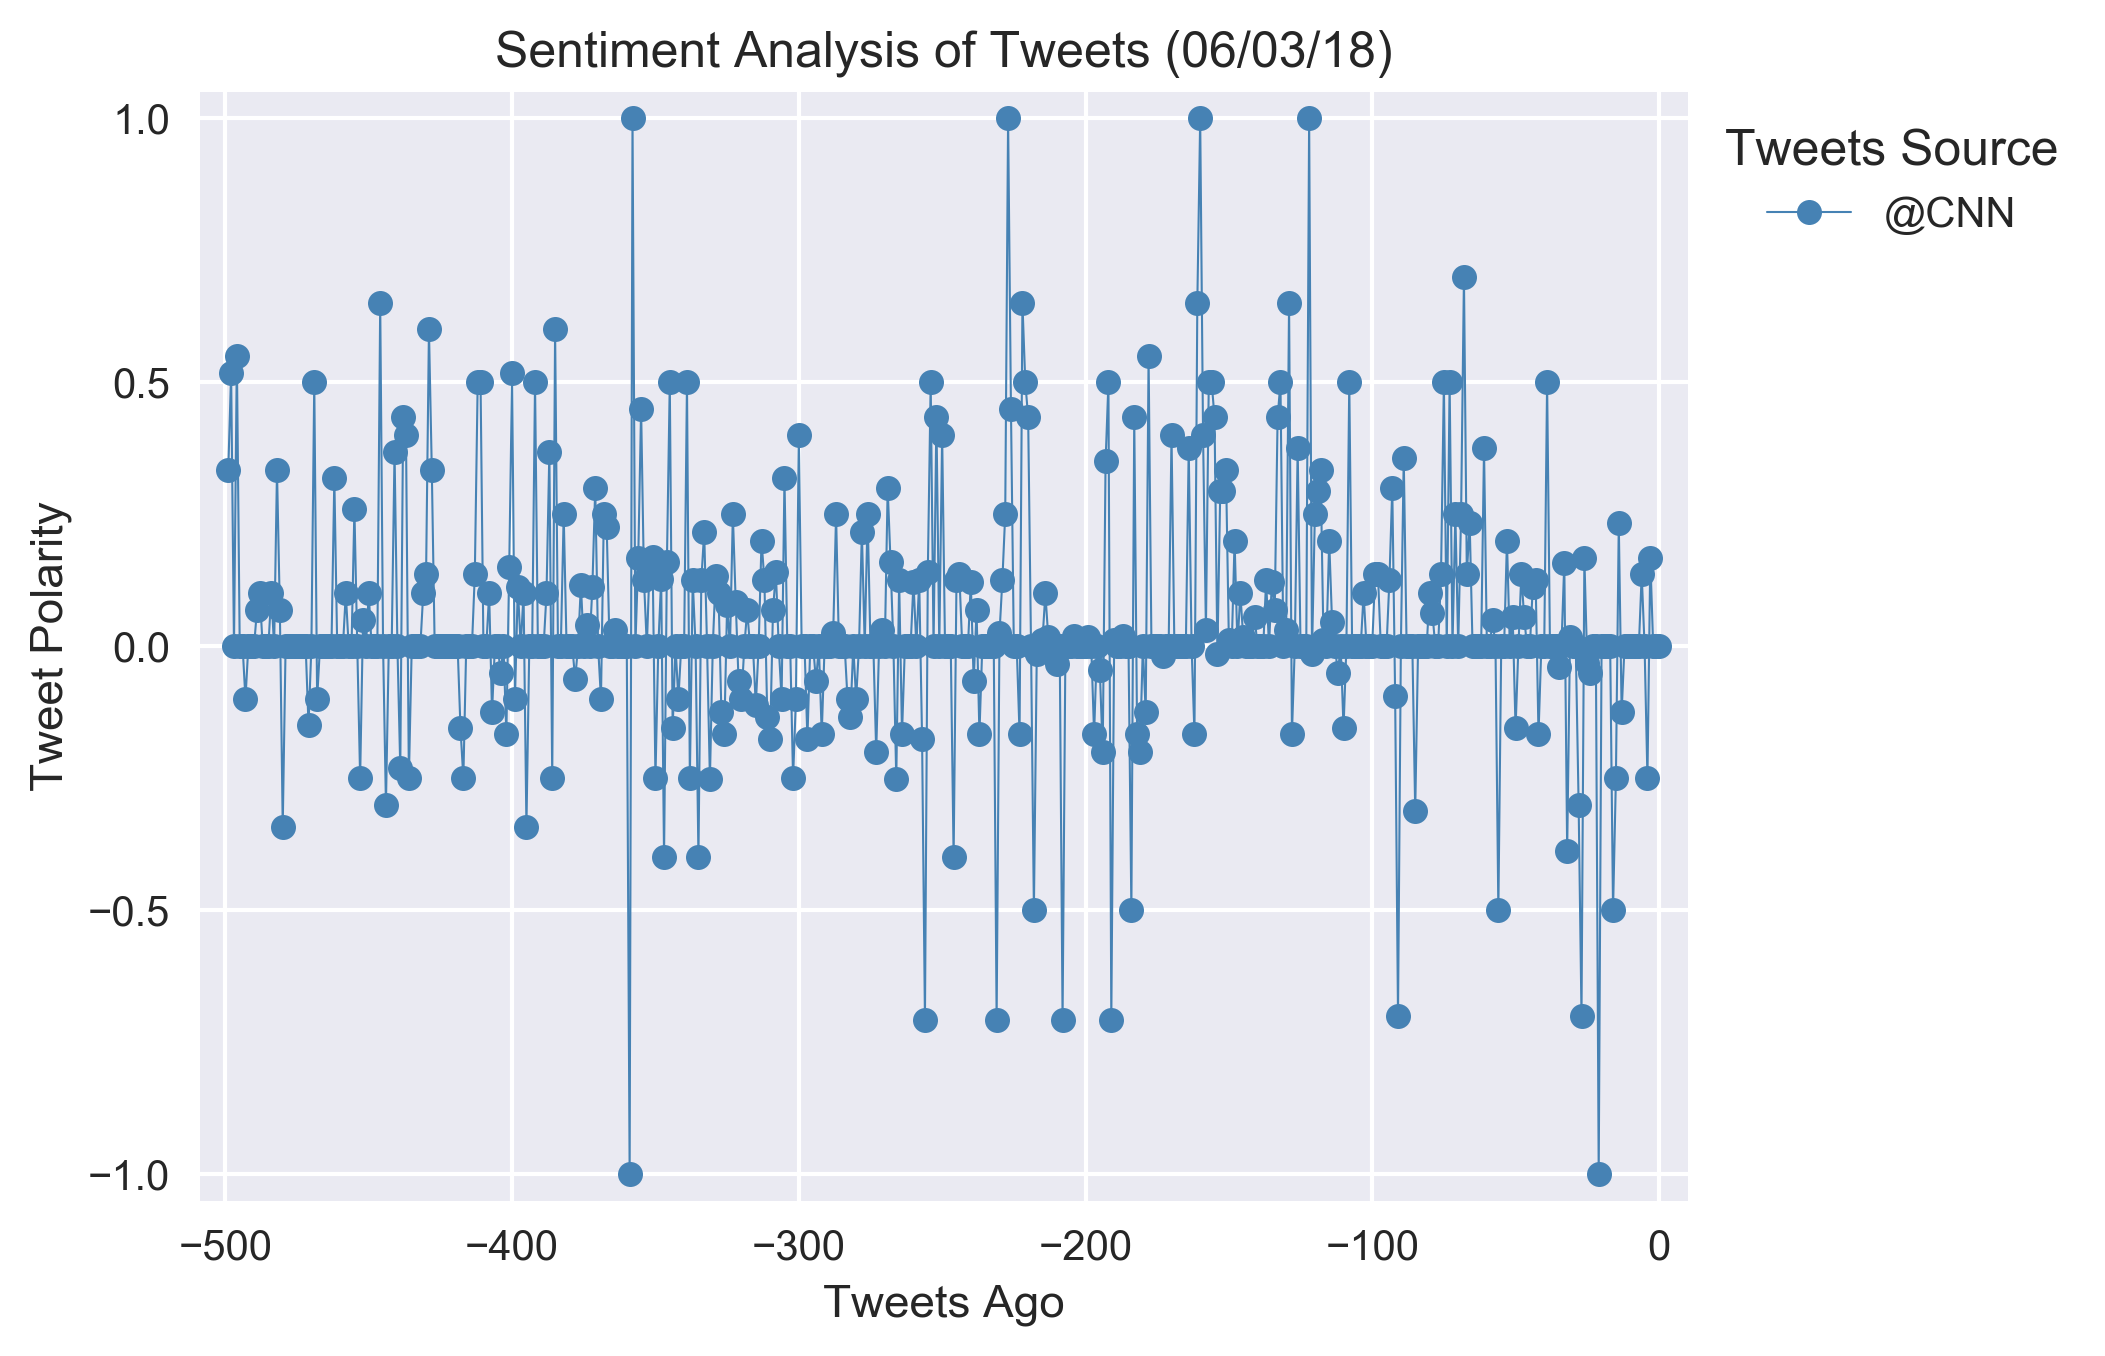 Sentiment Analysis of Tweets (06/03/18)
Tweets Source
@CNN
Tweet Polarity
1.0
0.5
0.0
−0.5
−1.0
−500 −400 −300 −200 −100 0
Tweets Ago